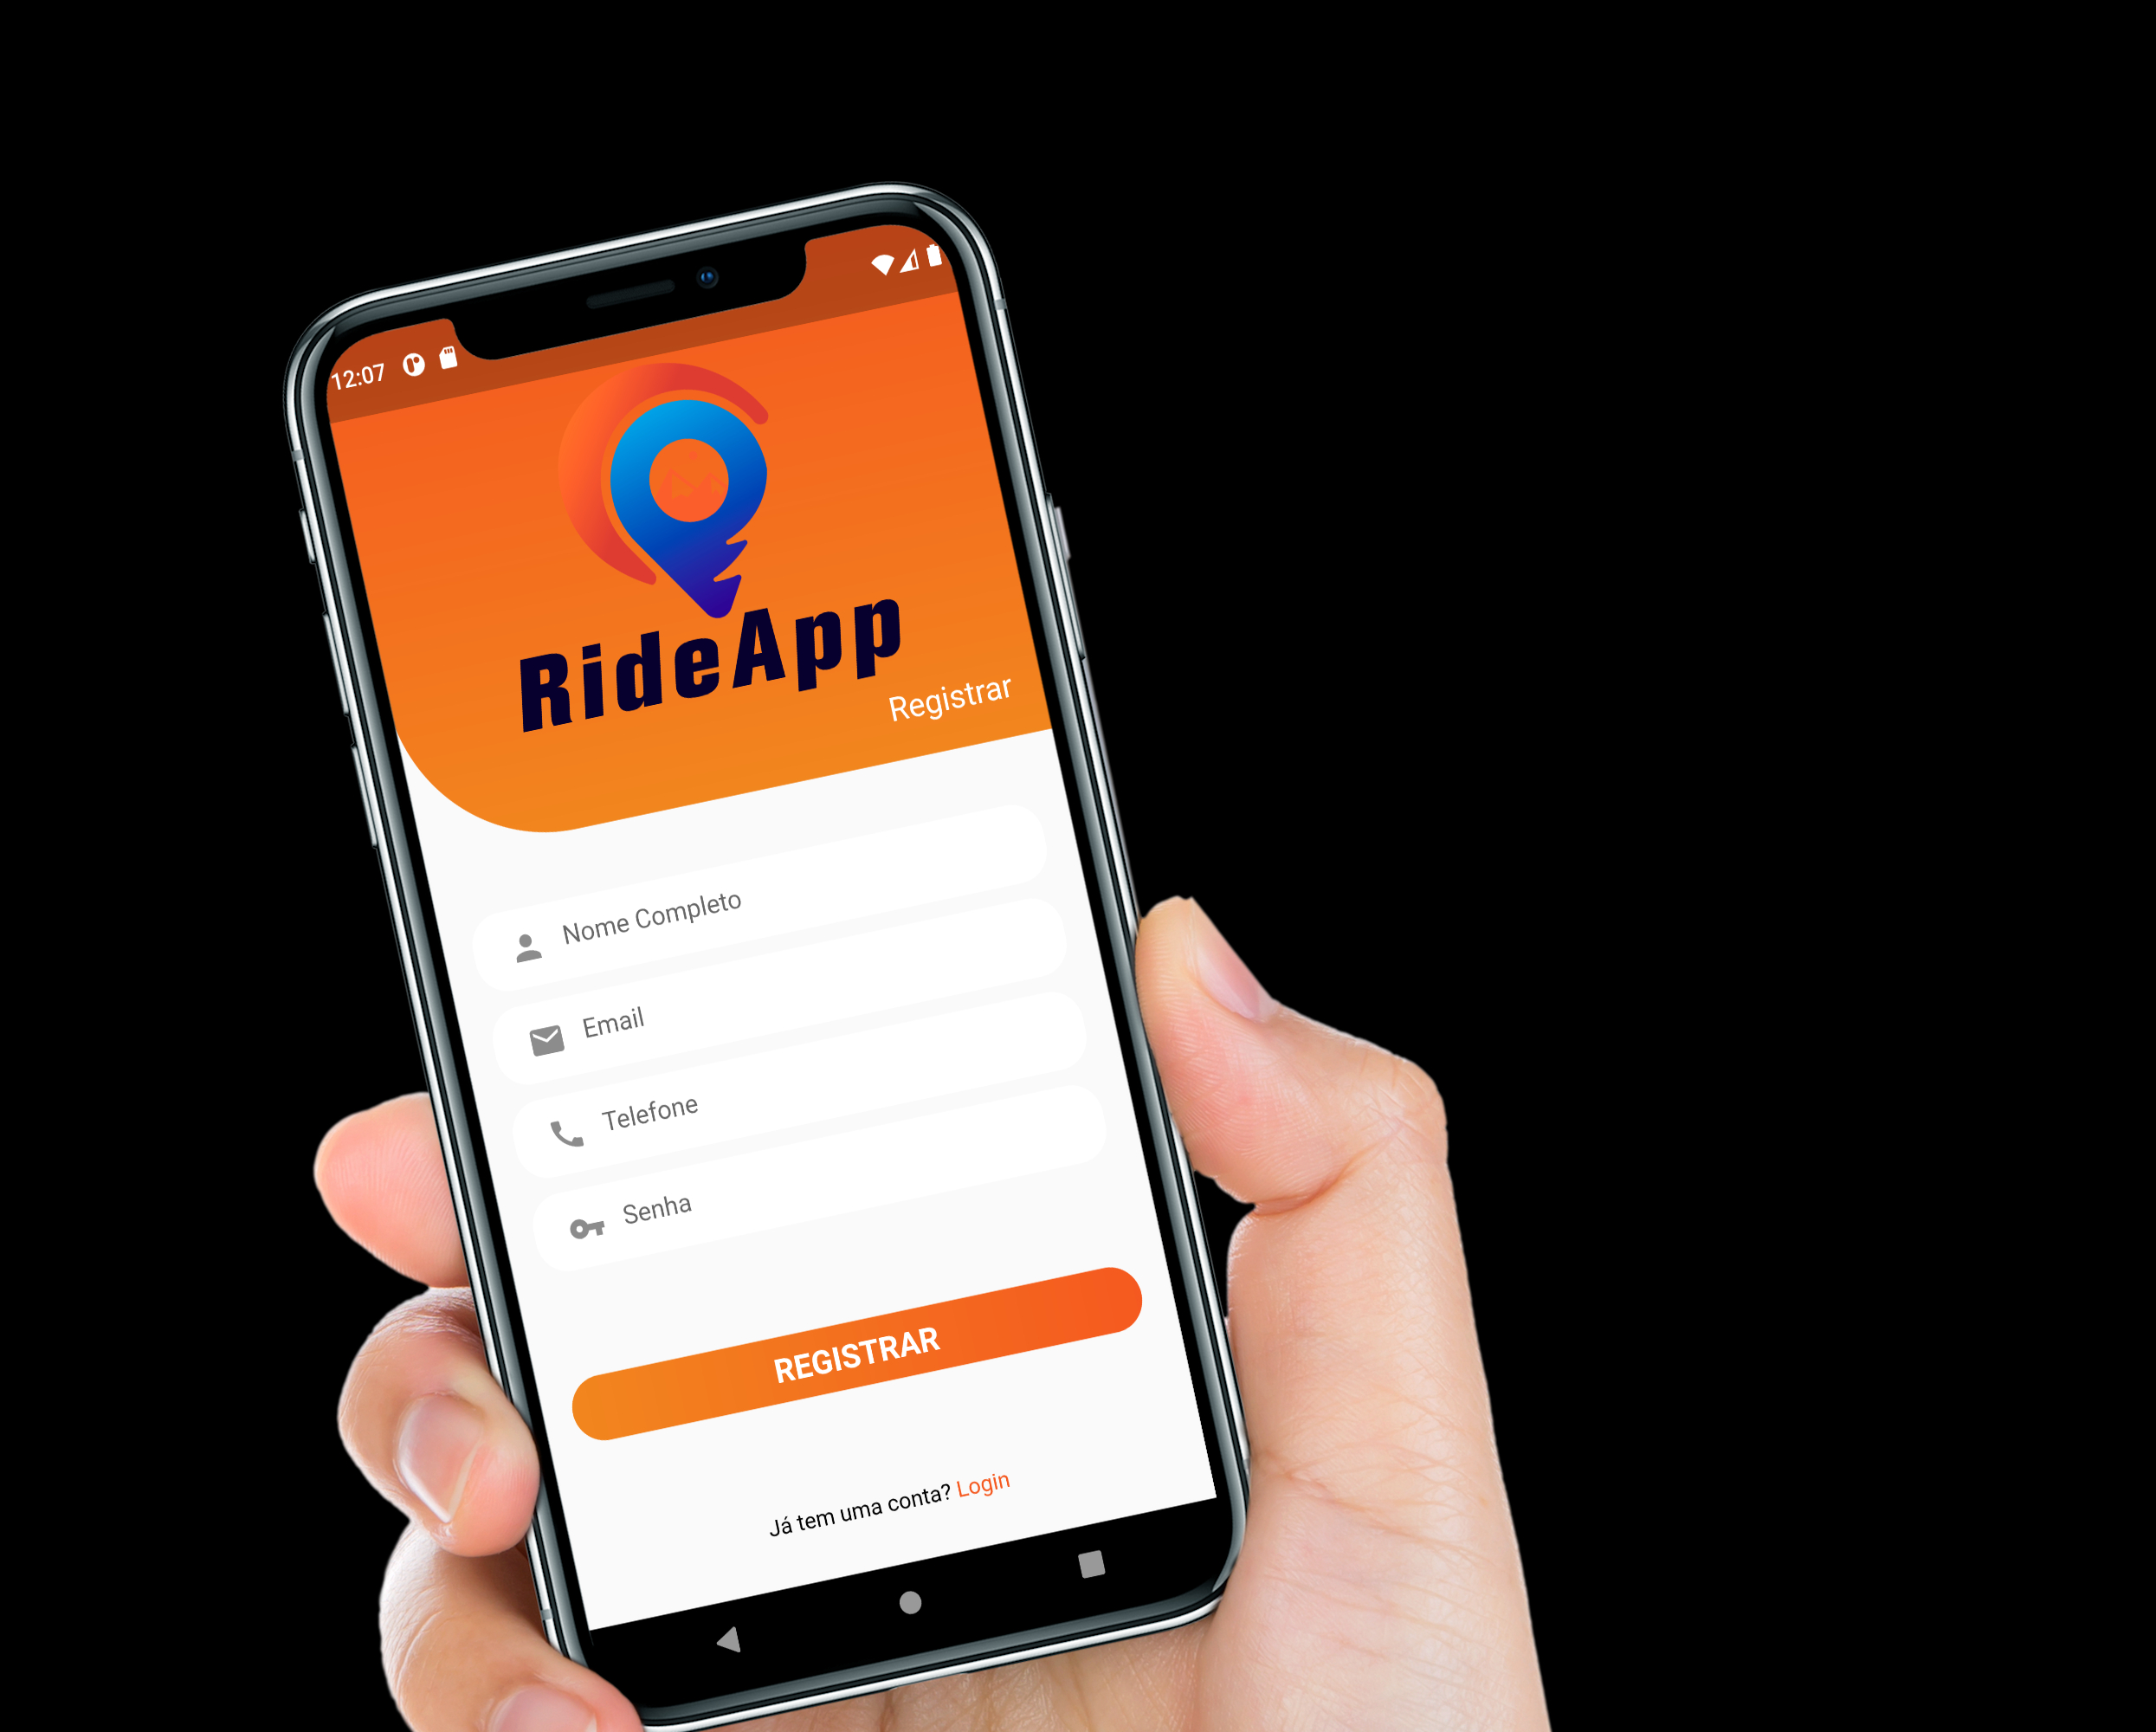 12:07
RideApp
Registrar
Nome Completo
Email
Telefone
Senha
REGISTRAR
Já tem uma conta? Login